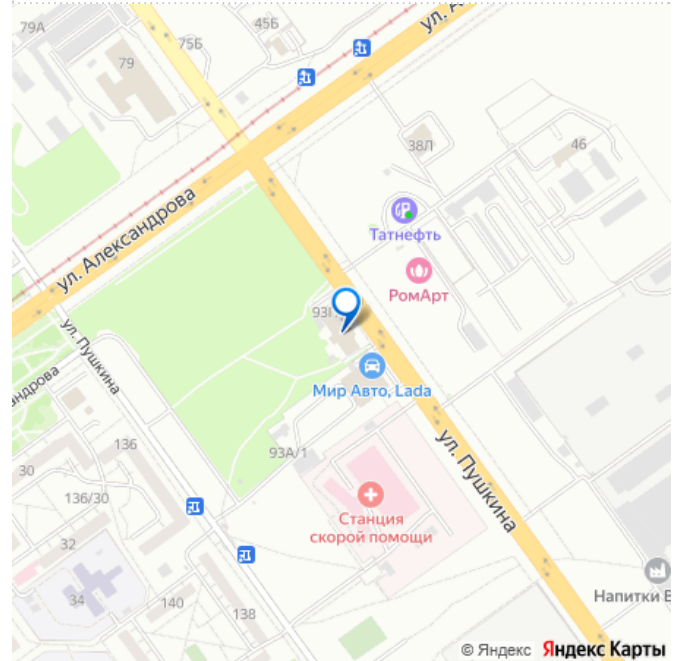 79А
45Б
75Б
79
ул. Д
38Л
46
Татнефть
ул. Александрова
РомАрт
93Г
ул. Пушкина
Мир Авто, Lada
андрова
ул. Пушкина
93А/1
136
30
136/30
Станция
скорой помощи
32
34
140
138
Напитки В
© Яндекс Яндекс Карты